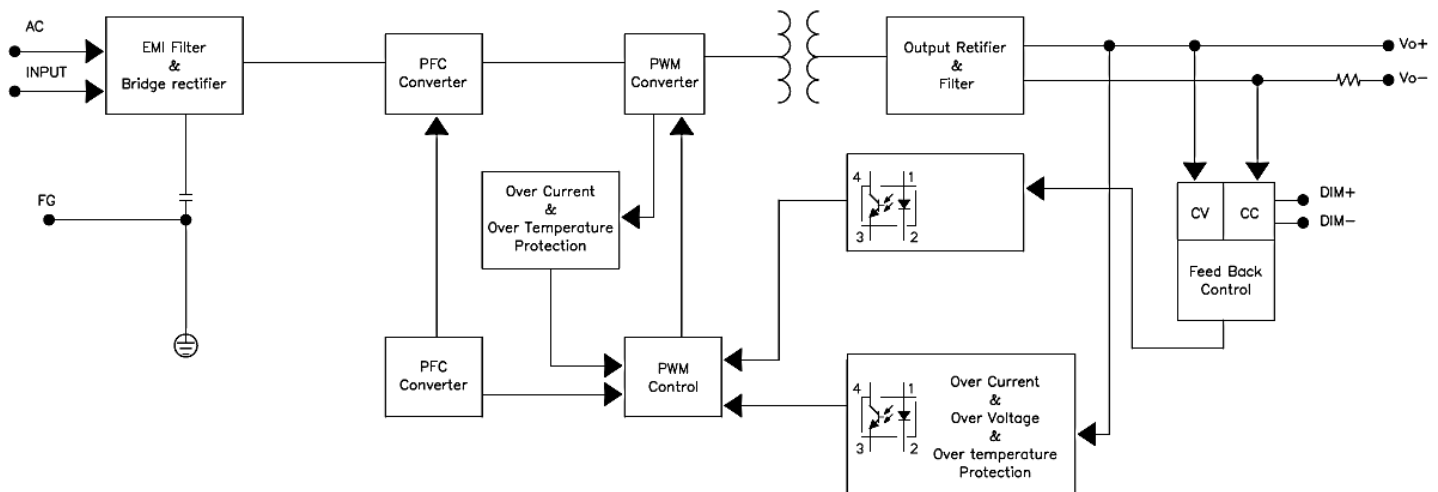 AC
INPUT
EMI Filter
&
Bridge rectifier
PFC
Converter
PWM
Converter
Output Retifier
&
Filter
Vo+
Vo-
FG
Over Current
&
Over Temperature
Protection
4
1
3
2
CV
CC
DIM+
DIM-
Feed Back
Control
PFC
Converter
PWM
Control
4
1
3
2
Over Current
&
Over Voltage
&
Over temperature
Protection